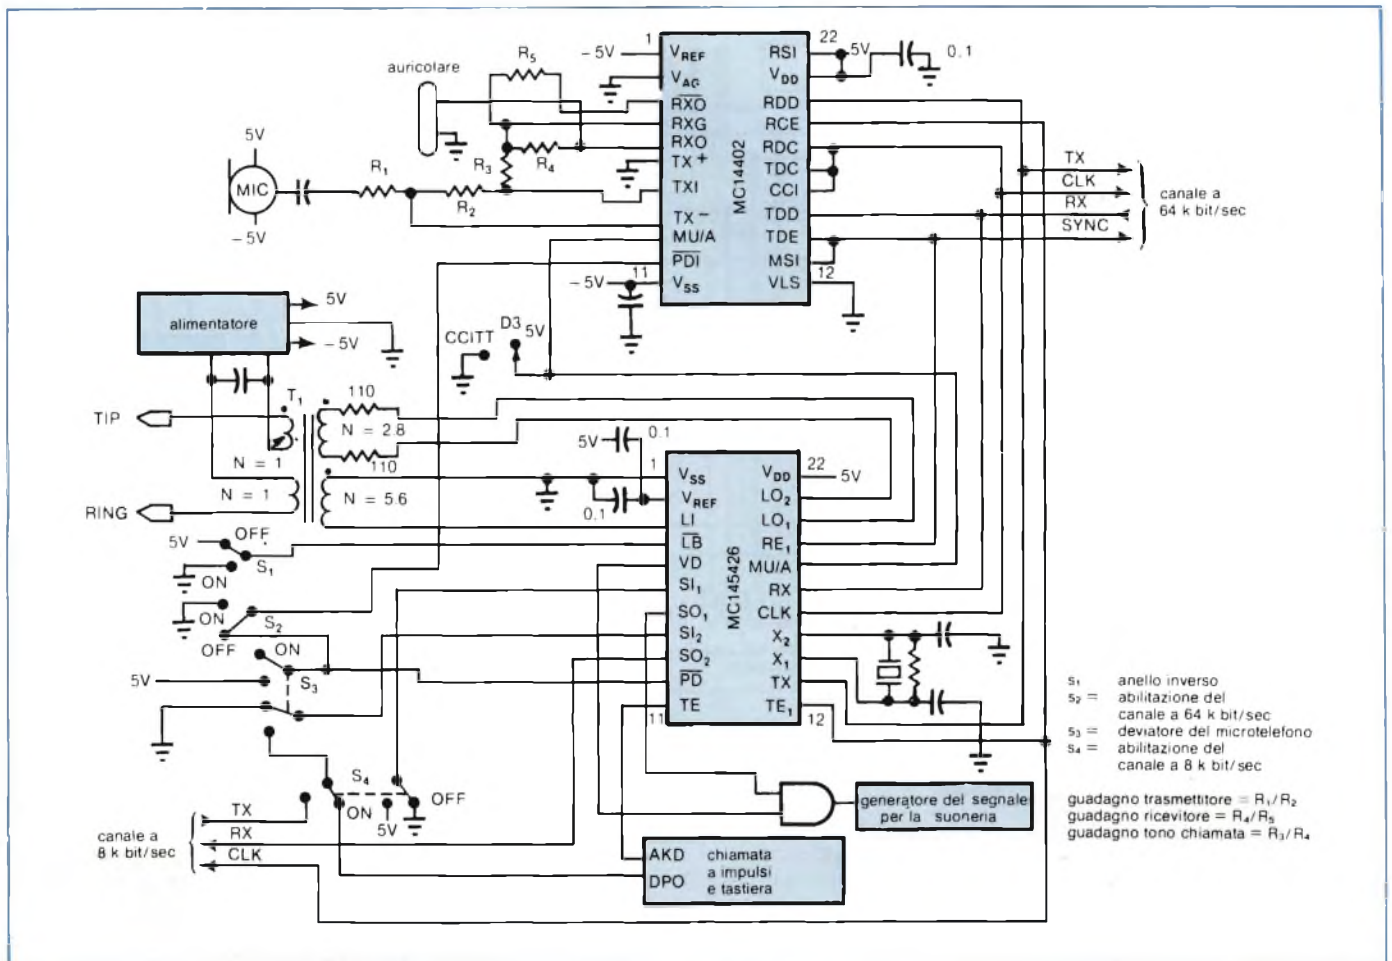 auricolare
R5
R1
R2
R3
R4
5V
MIC
– 5V
1
– 5V
VREF
VAG
RXO
RXG
RXO
TX +
TXI
TX –
MU/A
PDI
11
– 5V
VSS
MC14402
22
5V
0.1
RSI
VDD
RDD
RCE
RDC
TDC
CCI
TDD
TDE
MSI
12
VLS
TX
CLK
RX
SYNC
canale a
64 k bit/sec
alimentatore
5V
– 5V
CCiTT
D3
5V
TIP
RING
T1
N = 1
N = 1
110
N = 2.8
110
N = 5.6
5V
0.1
0.1
1
VSS
VREF
LI
LB
VD
SI1
SO1
SI2
SO2
PD
TE
11
MC145426
22
5V
VDD
LO2
LO1
RE1
MU/A
RX
CLK
X2
X1
TX
TE1
12
5V
OFF
ON
S1
ON
OFF
S2
ON
S3
5V
S4
ON
5V
OFF
canale a
8 k bit/sec
TX
RX
CLK
generatore del segnale
per la suoneria
AKD
DPO
chiamata
a impulsi
e tastiera
s1 anello inverso
s2 = abilitazione del
canale a 64 k bit/sec
s3 = deviatore del microtelefono
s4 = abilitazione del
canale a 8 k bit/sec
guadagno trasmettitore = R1/R2
guadagno ricevitore = R4/R5
guadagno tono chiamata = R3/R4